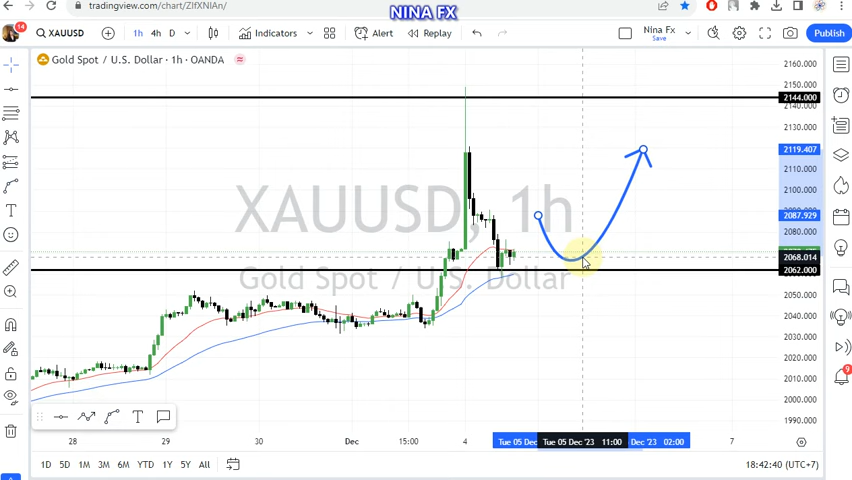 NINA FX
tradingview.com/chart/ZIfXNIAn/
14 XAUUSD 1h 4h D Indicators Alert Replay Nina Fx Save Publish
Gold Spot / U.S. Dollar · 1h · OANDA
XAUUSD, 1h
Gold Spot / U.S. Dollar
2160.000
2150.000
2144.000
2130.000
2119.407
2110.000
2100.000
2087.929
2080.000
2068.014
2062.000
2050.000
2040.000
2030.000
2020.000
2010.000
2000.000
1990.000
9
28 29 30 Dec 15:00 4 Tue 05 Dec Tue 05 Dec '23 11:00 Dec '23 02:00 7
1D 5D 1M 3M 6M YTD 1Y 5Y All 18:42:40 (UTC+7)